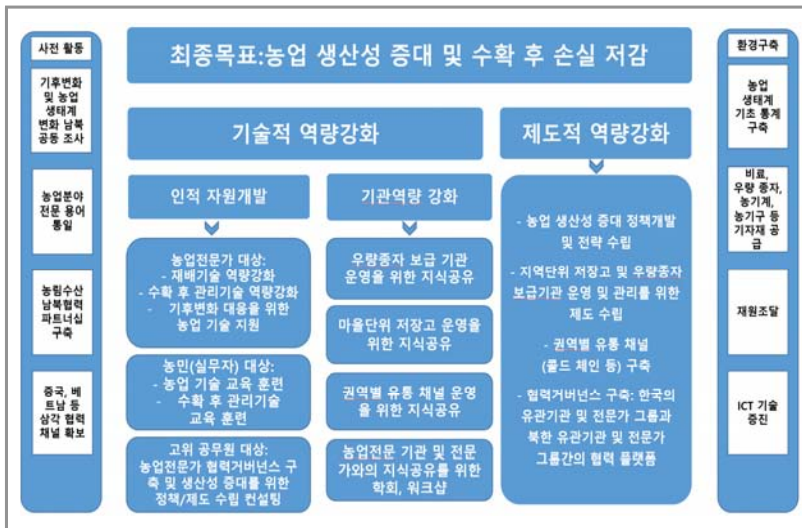 사전 활동
기후변화
및 농업
생태계
변화 남북
공동 조사
농업분야
전문 용어
통일
농림수산
남북협력
파트너십
구축
중국, 베
트남 등
삼각 협력
채널 확보
최종목표:농업 생산성 증대 및 수확 후 손실 저감
기술적 역량강화
인적 자원개발
농업전문가 대상:
- 재배기술 역량강화
- 수확 후 관리기술 역량강화
- 기후변화 대응을 위한
농업 기술 지원
농민(실무자) 대상:
- 농업 기술 교육 훈련
- 수확 후 관리기술
교육 훈련
고위 공무원 대상:
농업전문가 협력거버넌스 구
축 및 생산성 증대를 위한
정책/제도 수립 컨설팅
기관역량 강화
우량종자 보급 기관
운영을 위한 지식공유
마을단위 저장고 운영을
위한 지식공유
권역별 유통 채널 운영
을 위한 지식공유
농업전문 기관 및 전문
가와의 지식공유를 위한
학회, 워크샵
제도적 역량강화
- 농업 생산성 증대 정책개발
및 전략 수립
- 지역단위 저장고 및 우량종자
보급기관 운영 및 관리를 위한
제도 수립
- 권역별 유통 채널
(콜드 체인 등) 구축
- 협력거버넌스 구축: 한국의
유관기관 및 전문가 그룹과
북한 유관기관 및 전문가
그룹간의 협력 플랫폼
환경구축
농업
생태계
기초 통계
구축
비료,
우량 종자,
농기계,
농기구 등
기자재 공
급
재원조달
ICT 기술
증진